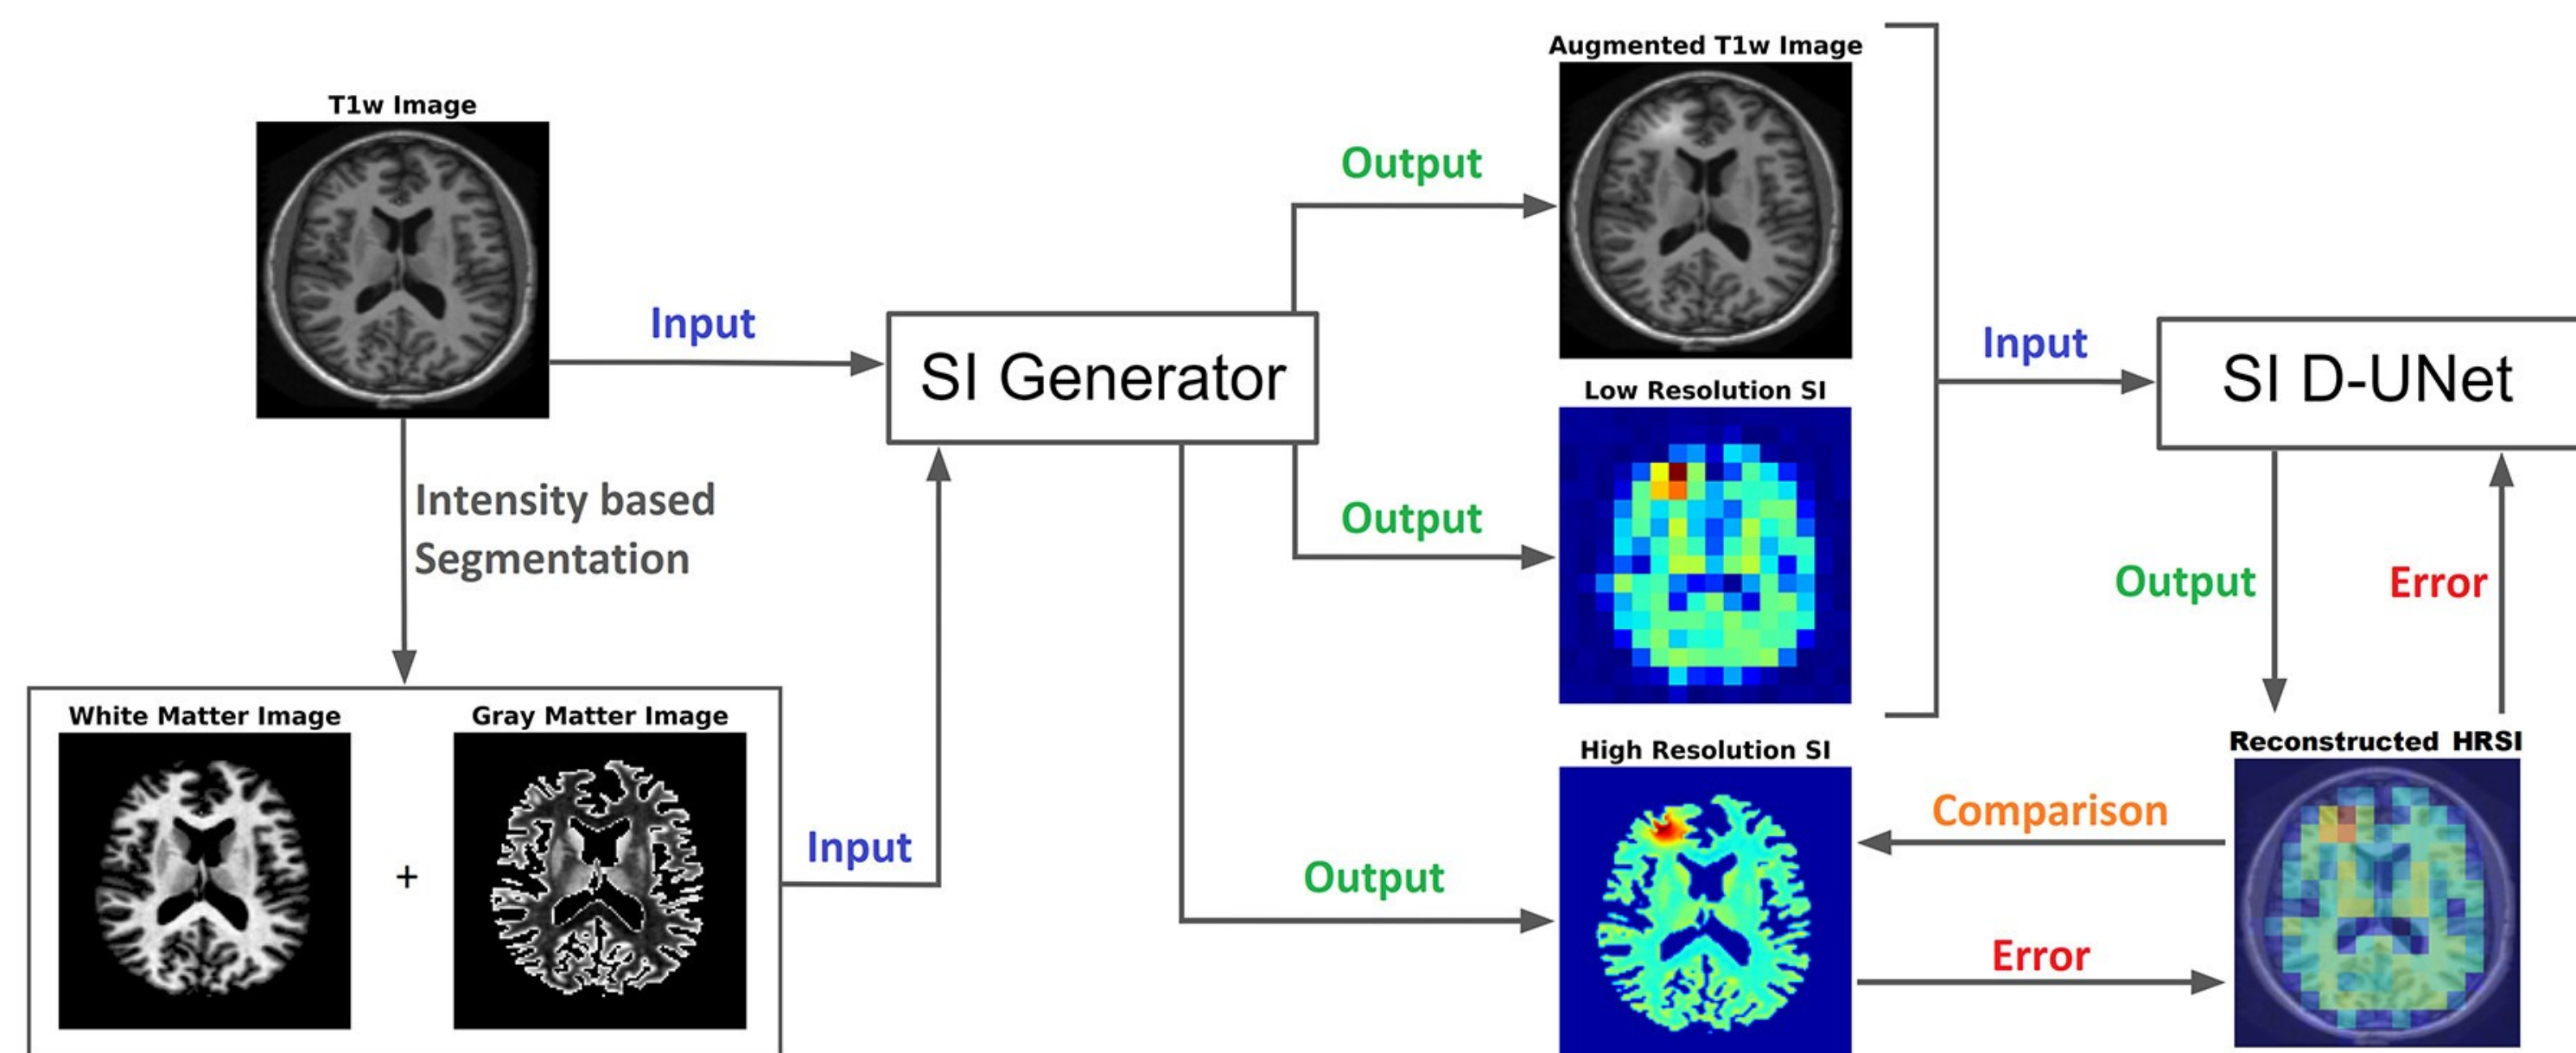 T1w Image
Input
Intensity based
Segmentation
White Matter Image
Gray Matter Image
+
Input
SI Generator
Output
Output
Output
Augmented T1w Image
Low Resolution SI
High Resolution SI
Input
SI D-UNet
Output
Error
Reconstructed HRSI
Comparison
Error